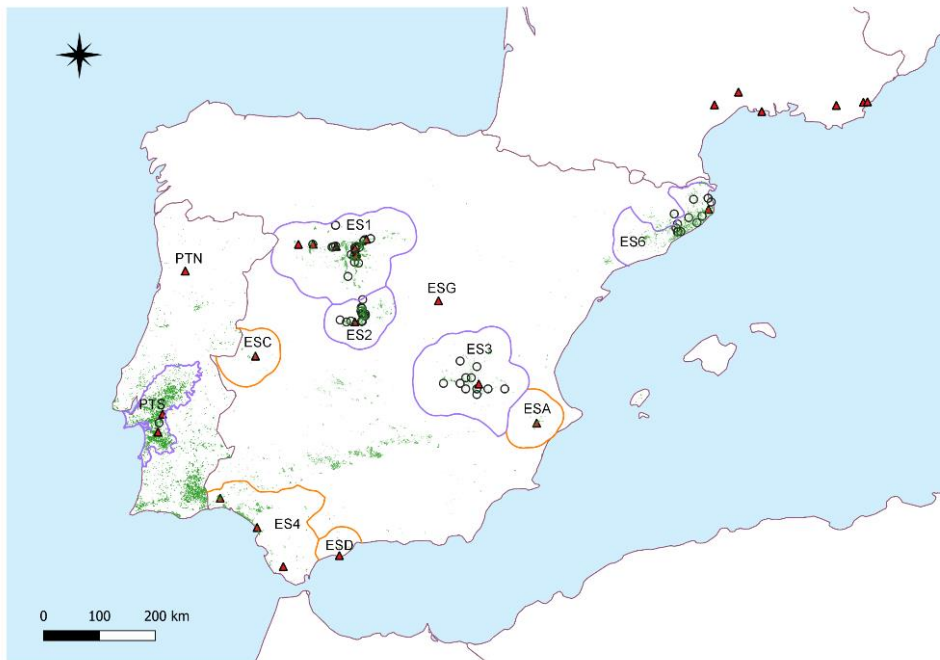 ES1
ES6
PTN
ESG
ES2
ESC
ES3
PTS
ESA
ES4
ESD
0 100 200 km